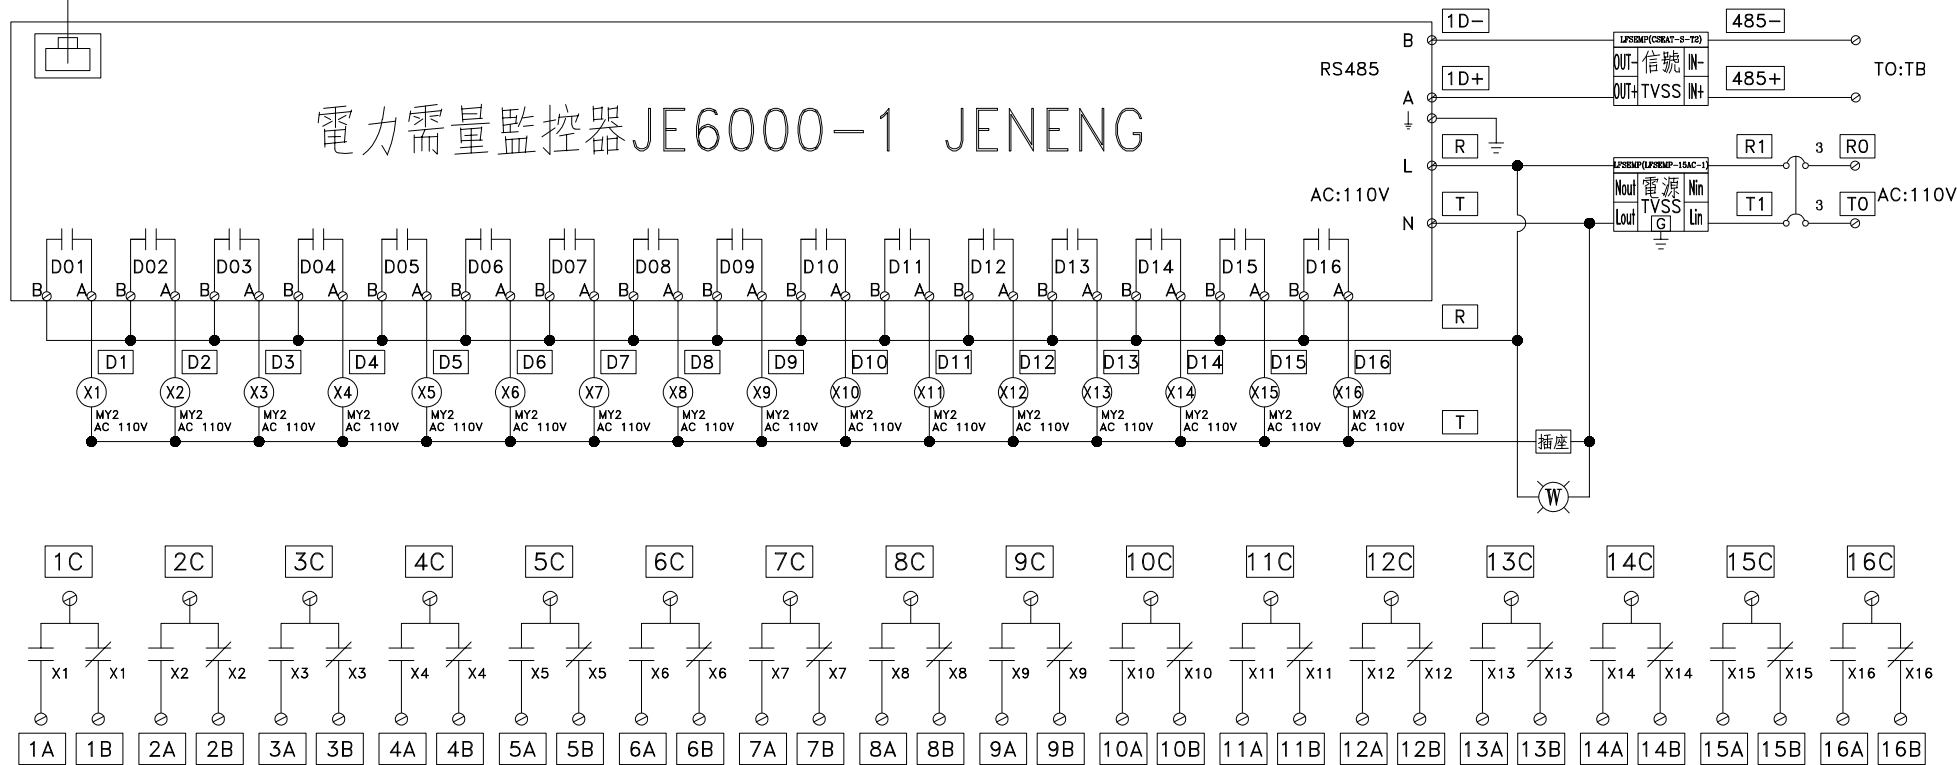 1D- 485-
B LFSEMP(CSEAT-S-T2)
RS485 OUT- 信號 IN- TO:TB
1D+ 485+
A OUT+ TVSS IN+
電力需量監控器JE6000-1 JENENG
R R1 3 R0
L LFSEMP(LFSEMP-15AC-1)
AC:110V Nout 電源 Nin AC:110V
T TVSS T1 3 T0
N Lout G Lin
D01 D02 D03 D04 D05 D06 D07 D08 D09 D10 D11 D12 D13 D14 D15 D16
B A B A B A B A B A B A B A B A B A B A B A B A B A B A B A B A
R
D1 D2 D3 D4 D5 D6 D7 D8 D9 D10 D11 D12 D13 D14 D15 D16
X1 X2 X3 X4 X5 X6 X7 X8 X9 X10 X11 X12 X13 X14 X15 X16
MY2 MY2 MY2 MY2 MY2 MY2 MY2 MY2 MY2 MY2 MY2 MY2 MY2 MY2 MY2 MY2
AC 110V AC 110V AC 110V AC 110V AC 110V AC 110V AC 110V AC 110V AC 110V AC 110V AC 110V AC 110V AC 110V AC 110V AC 110V AC 110V
T
插座
W
1C 2C 3C 4C 5C 6C 7C 8C 9C 10C 11C 12C 13C 14C 15C 16C
X1 X1 X2 X2 X3 X3 X4 X4 X5 X5 X6 X6 X7 X7 X8 X8 X9 X9 X10 X10 X11 X11 X12 X12 X13 X13 X14 X14 X15 X15 X16 X16
1A 1B 2A 2B 3A 3B 4A 4B 5A 5B 6A 6B 7A 7B 8A 8B 9A 9B 10A 10B 11A 11B 12A 12B 13A 13B 14A 14B 15A 15B 16A 16B